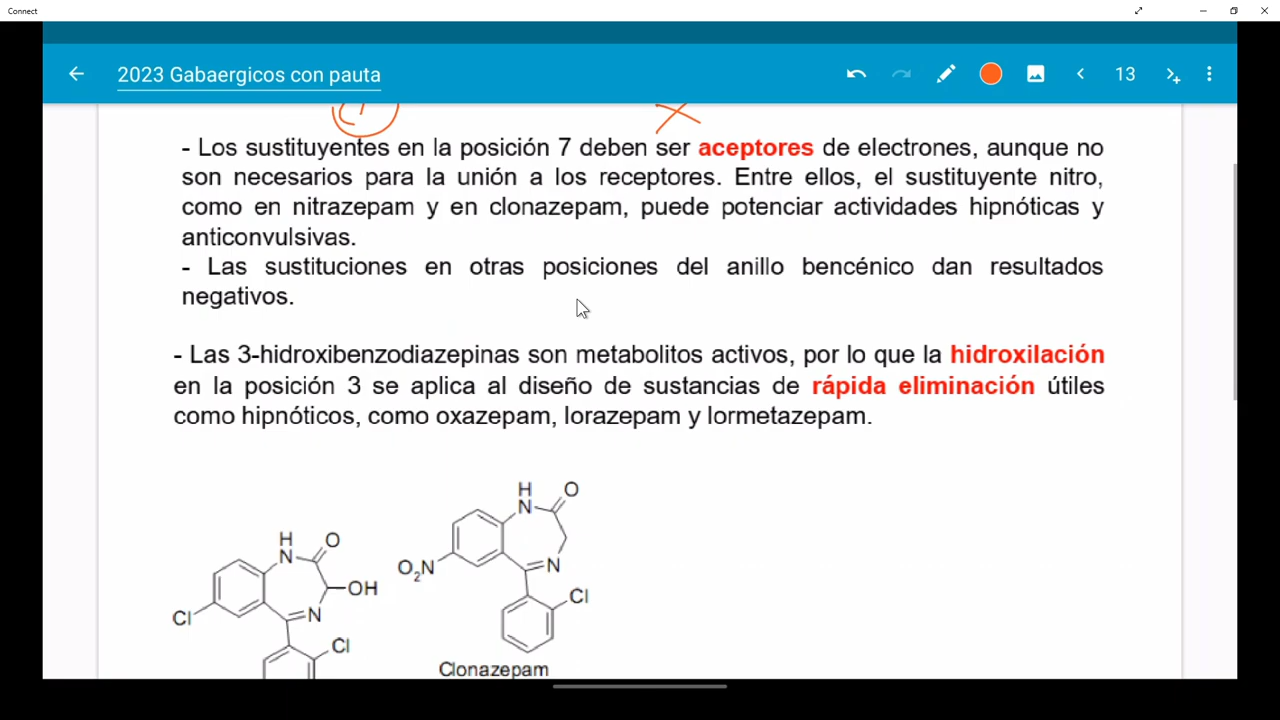 Connect
2023 Gabaergicos con pauta
13
- Los sustituyentes en la posición 7 deben ser aceptores de electrones, aunque no
son necesarios para la unión a los receptores. Entre ellos, el sustituyente nitro,
como en nitrazepam y en clonazepam, puede potenciar actividades hipnóticas y
anticonvulsivas.
- Las sustituciones en otras posiciones del anillo bencénico dan resultados
negativos.
- Las 3-hidroxibenzodiazepinas son metabolitos activos, por lo que la hidroxilación
en la posición 3 se aplica al diseño de sustancias de rápida eliminación útiles
como hipnóticos, como oxazepam, lorazepam y lormetazepam.
H
N
O
OH
N
Cl
Cl
H
N
O
O₂N
N
Cl
Clonazepam